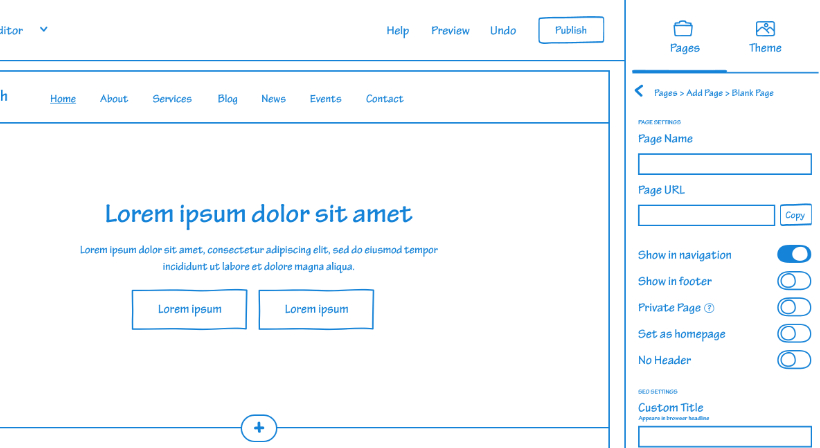 ditor
Help Preview Undo Publish
Pages Theme
h
Home About Services Blog News Events Contact
Pages > Add Page > Blank Page
PAGE SETTINGS
Page Name
Page URL
Copy
Lorem ipsum dolor sit amet
Lorem ipsum dolor sit amet, consectetur adipiscing elit, sed do eiusmod tempor
incididunt ut labore et dolore magna aliqua.
Lorem ipsum Lorem ipsum
Show in navigation
Show in footer
Private Page ?
Set as homepage
No Header
SEO SETTINGS
Custom Title
Appears in browser headline
+